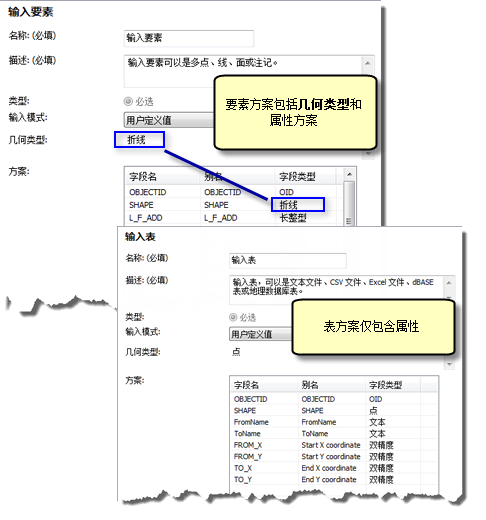 输入要素
名称: (必填) 输入要素
描述: (必填) 输入要素可以是多点、线、面或注记。
要素方案包括几何类型和
属性方案
类型: 必选
输入模式: 用户定义值
几何类型: 折线
方案: 字段名 别名 字段类型
OBJECTID OBJECTID OID
SHAPE SHAPE 折线
L_F_ADD L_F_ADD 长整型
输入表
名称: (必填) 输入表
描述: (必填) 输入表，可以是文本文件、CSV 文件、Excel 文件、dBASE
表或地理数据库表。
表方案仅包含属性
类型: 必选
输入模式: 用户定义值
几何类型: 点
方案: 字段名 别名 字段类型
OBJECTID OBJECTID OID
SHAPE SHAPE 点
FromName FromName 文本
ToName ToName 文本
FROM_X Start X coordinate 双精度
FROM_Y Start Y coordinate 双精度
TO_X End X coordinate 双精度
TO_Y End Y coordinate 双精度